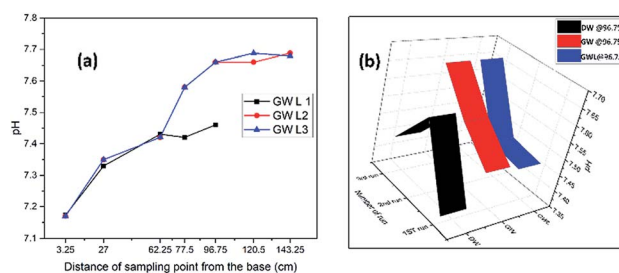 (a)
7.8
7.7
7.6
7.5
7.4
7.3
7.2
7.1
pH
GW L 1
GW L2
GW L3
3.25
27
62.25
77.5
96.75
120.5
143.25
Distance of sampling point from the base (cm)
(b)
DW @96.75
GW @96.75
GWL@96.7
7.70
7.65
7.60
7.55
7.50
7.45
7.40
7.35
pH
3rd run
2nd run
1ST run
Number of run
DW
GW